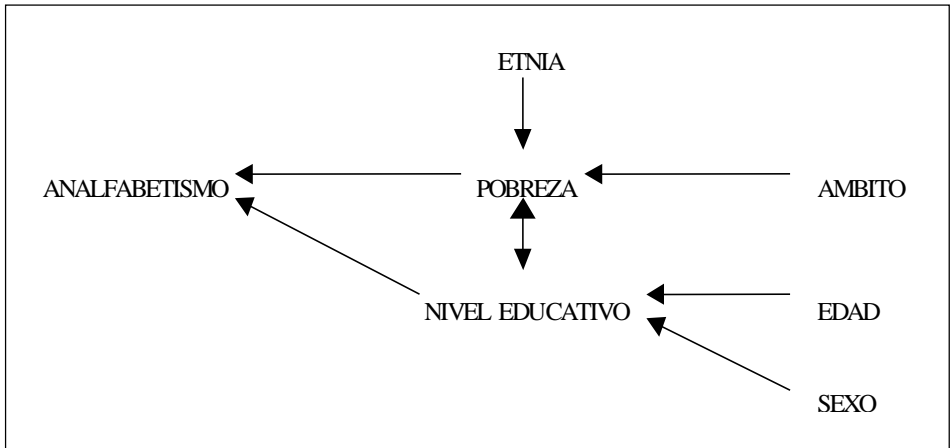 ETNIA
ANALFABETISMO POBREZA AMBITO
NIVEL EDUCATIVO EDAD
SEXO